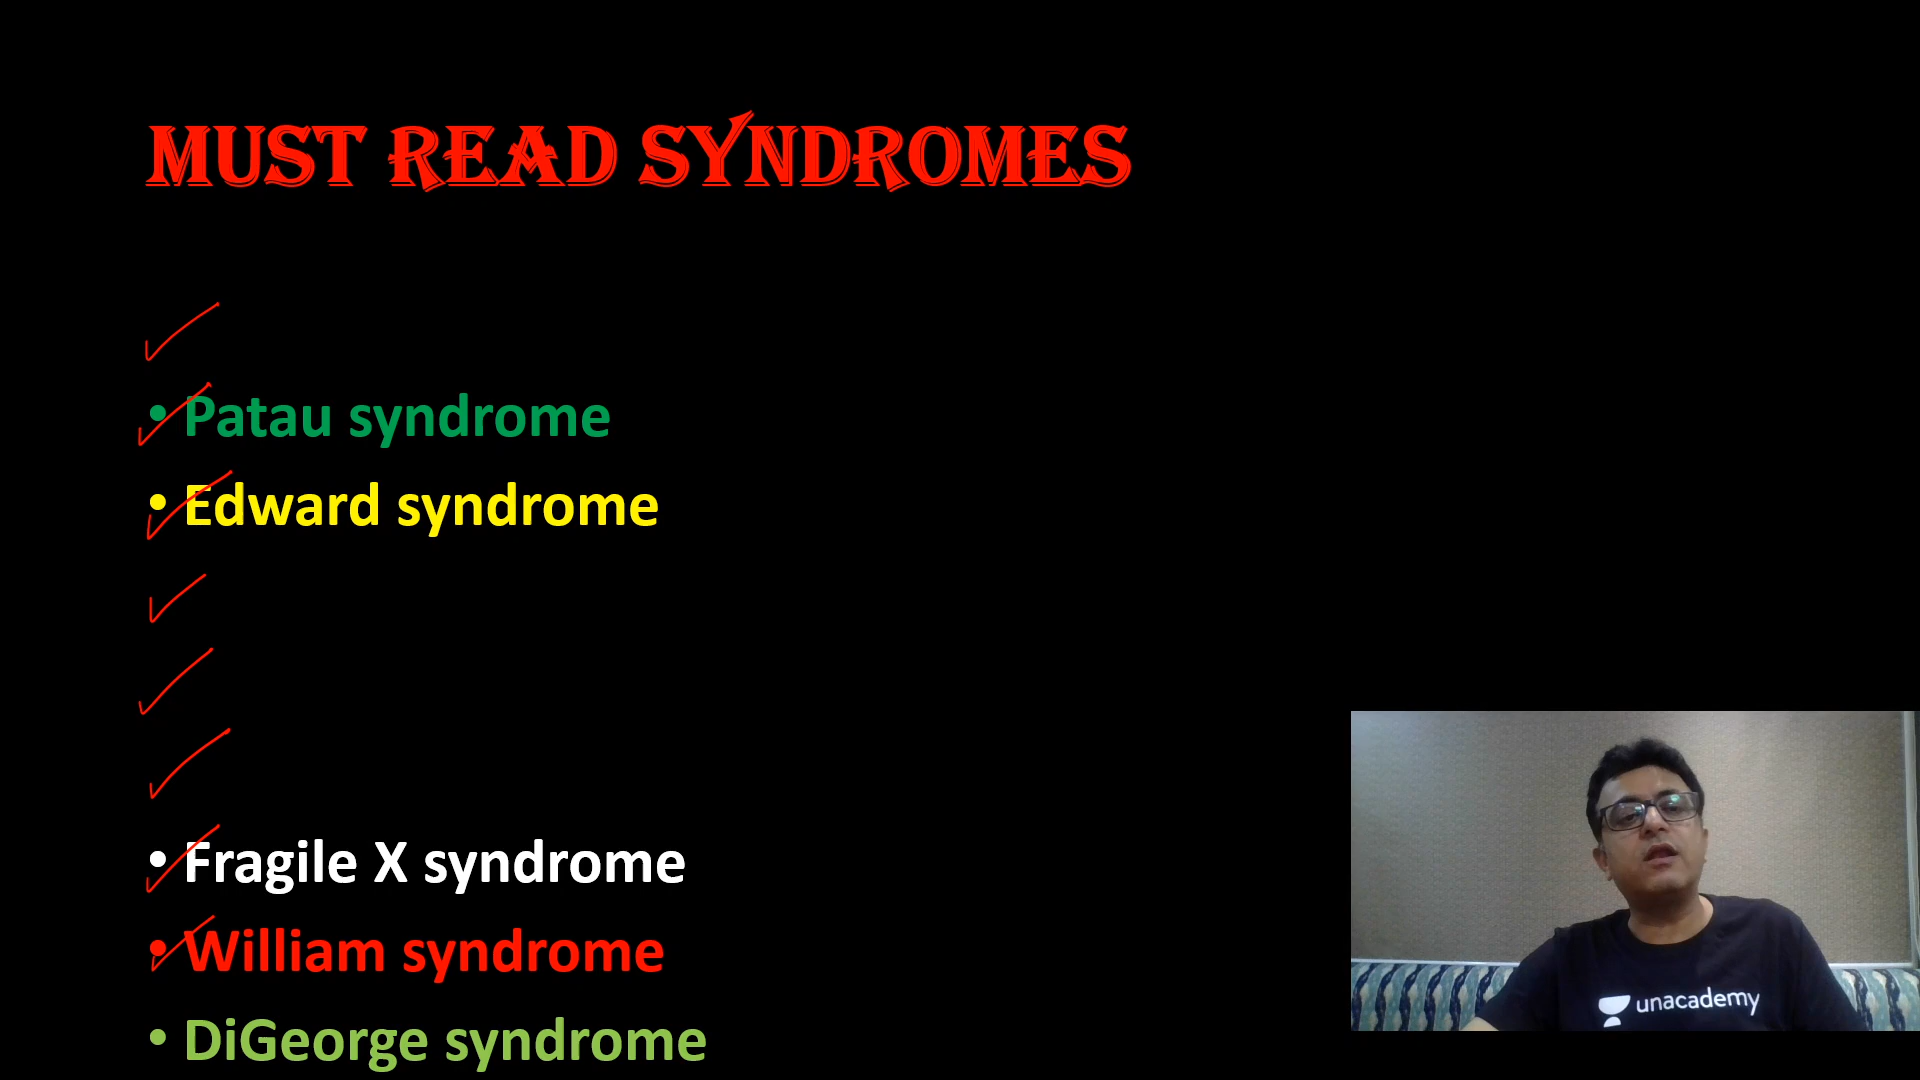 MUST READ SYNDROMES
• Patau syndrome
• Edward syndrome
• Fragile X syndrome
• William syndrome
• DiGeorge syndrome
unacademy